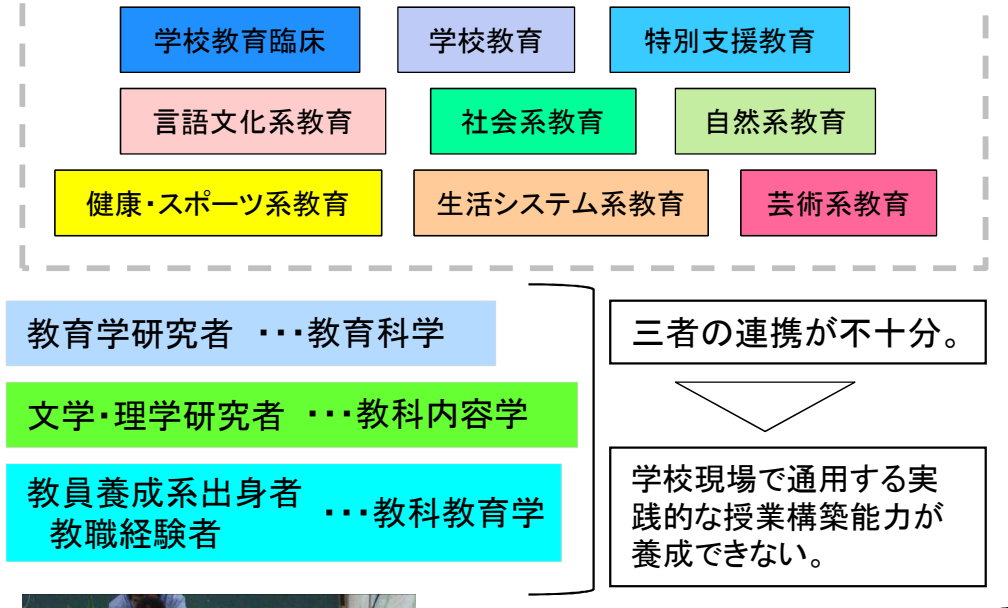 学校教育臨床
学校教育
特別支援教育
言語文化系教育
社会系教育
自然系教育
健康・スポーツ系教育
生活システム系教育
芸術系教育
教育学研究者 ・・・教育科学
文学・理学研究者 ・・・教科内容学
教員養成系出身者
教職経験者
・・・教科教育学
三者の連携が不十分。
学校現場で通用する実
践的な授業構築能力が
養成できない。